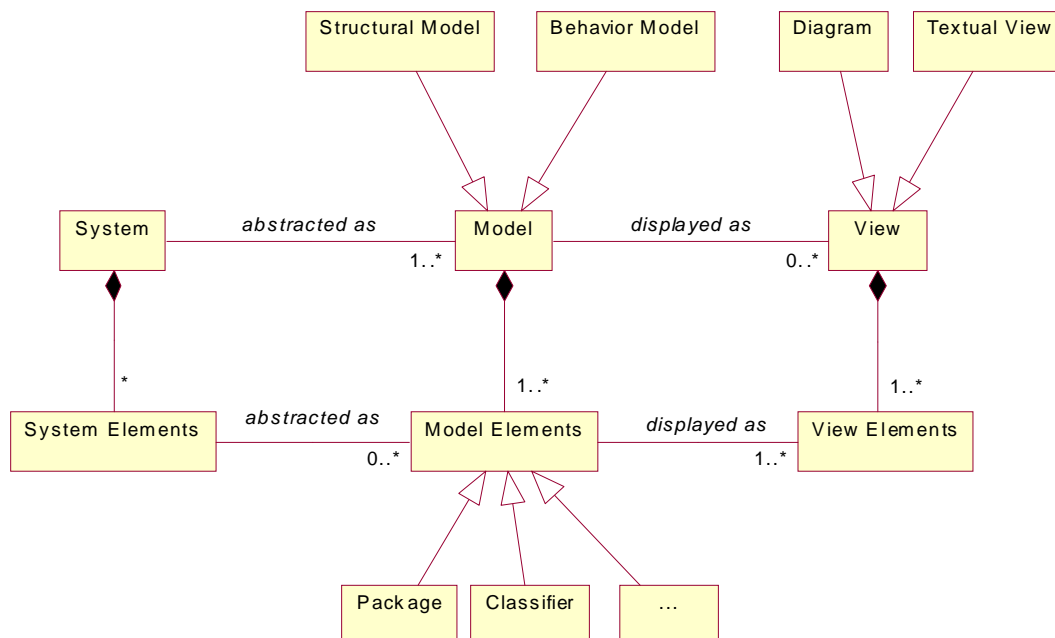 Structural Model
Behavior Model
Diagram
Textual View
System
abstracted as
Model
displayed as
View
1..*
0..*
*
1..*
1..*
System Elements
abstracted as
Model Elements
displayed as
View Elements
0..*
1..*
Package
Classifier
...